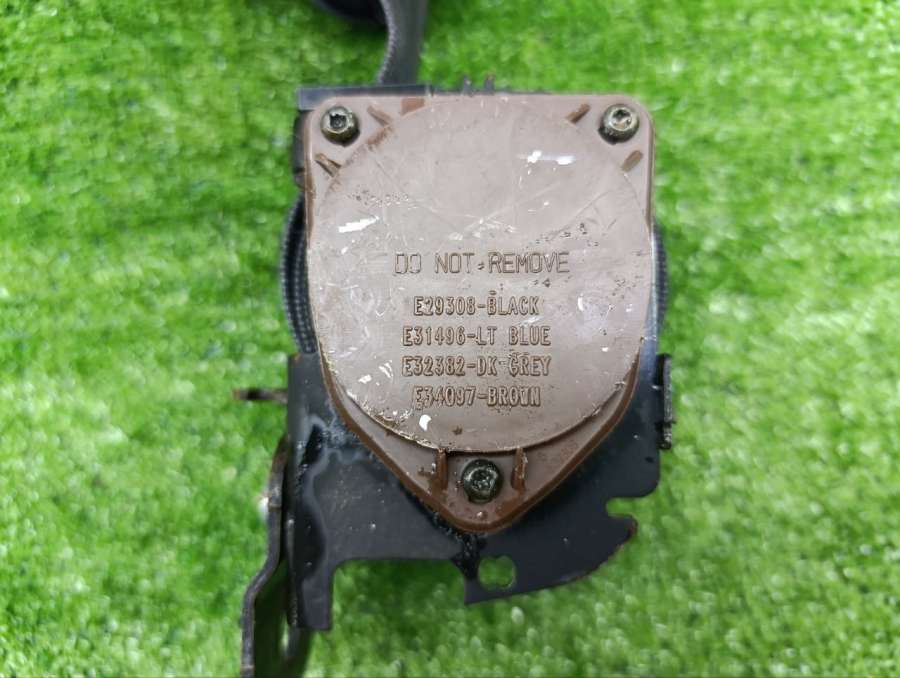 DO NOT REMOVE
E29308-BLACK
E31496-LT BLUE
E32382-DK GREY
E34097-BROWN